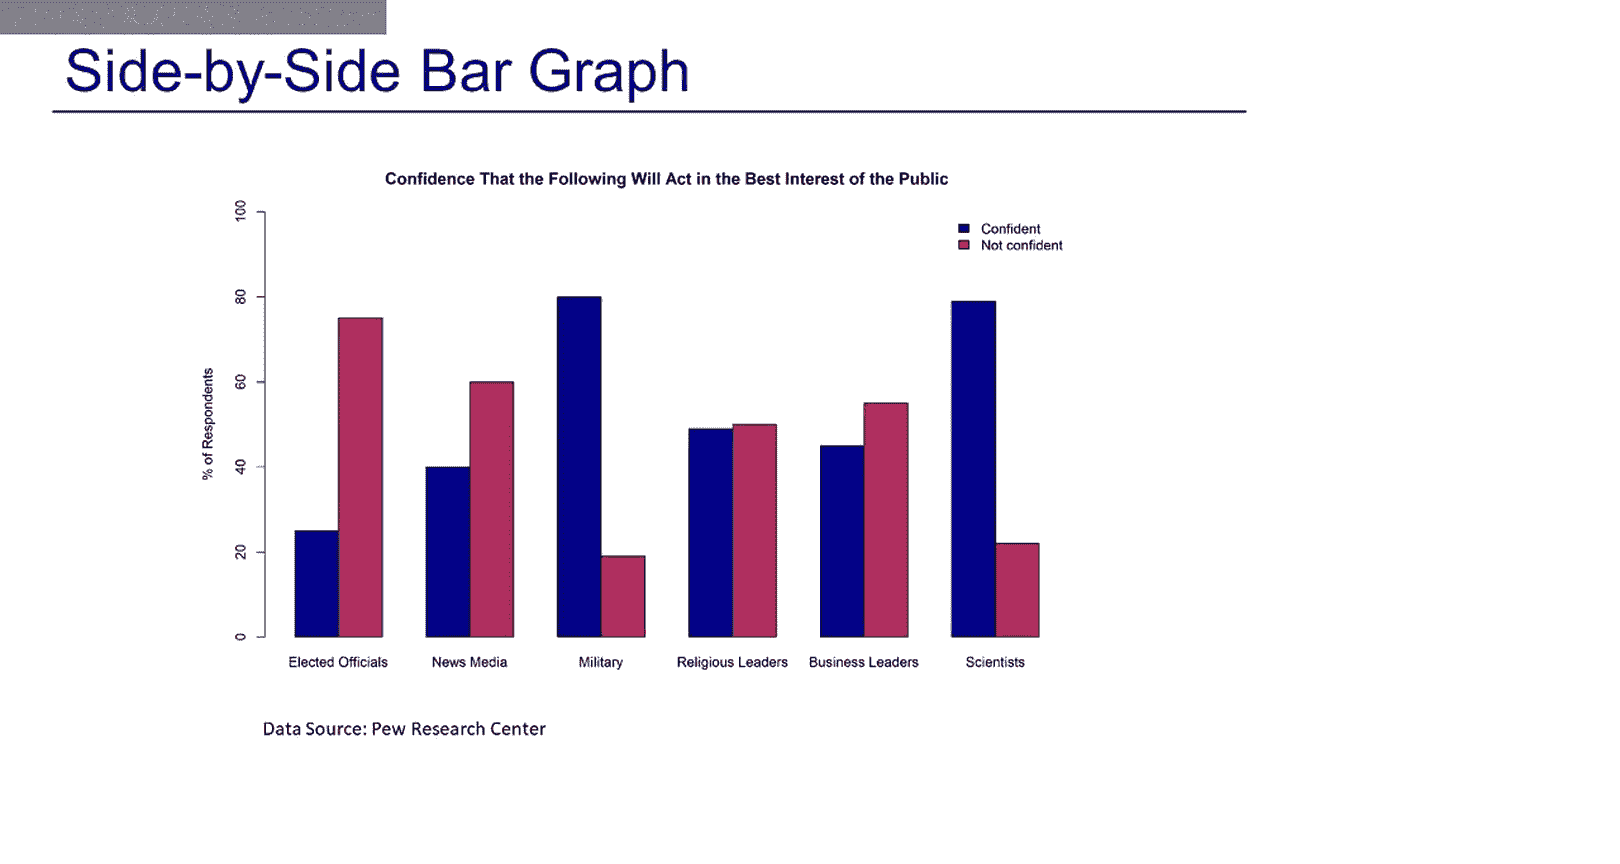 Side-by-Side Bar Graph
Confidence That the Following Will Act in the Best Interest of the Public
Confident
Not confident
% of Respondents
100
80
60
40
20
0
Elected Officials
News Media
Military
Religious Leaders
Business Leaders
Scientists
Data Source: Pew Research Center